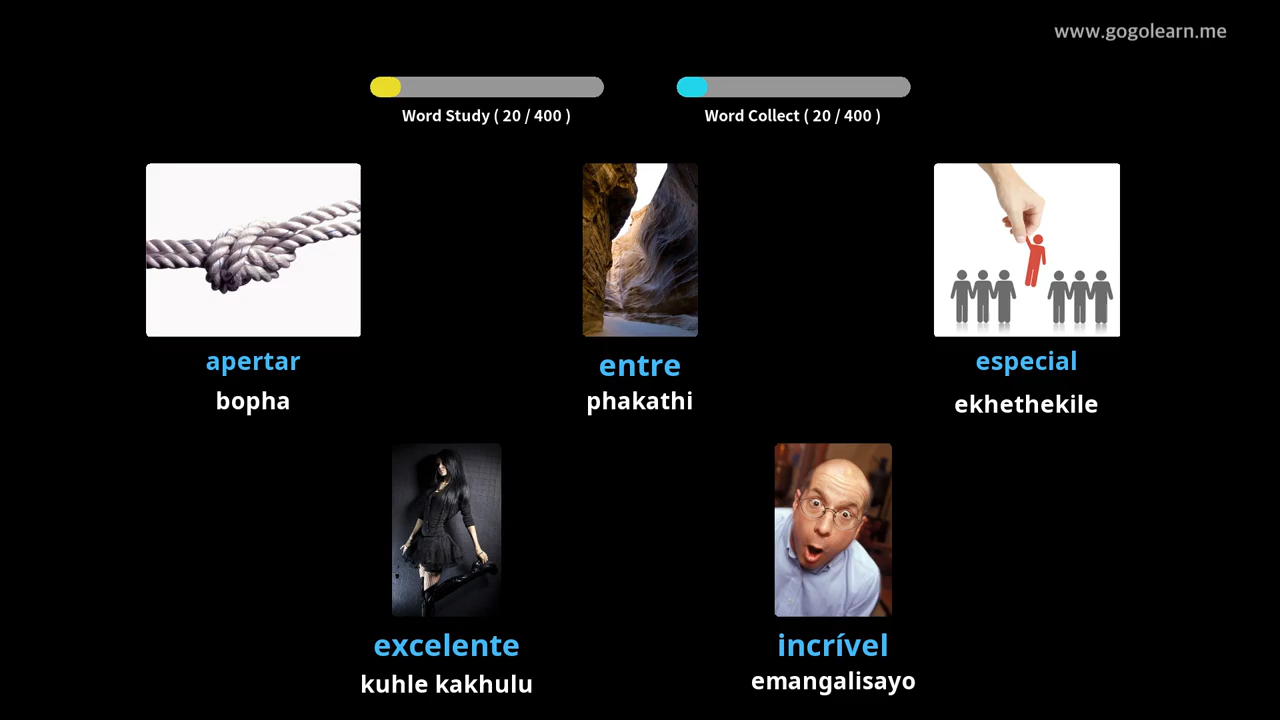 www.gogolearn.me
Word Study ( 20 / 400 )
Word Collect ( 20 / 400 )
apertar
bopha
entre
phakathi
especial
ekhethekile
excelente
kuhle kakhulu
incrível
emangalisayo